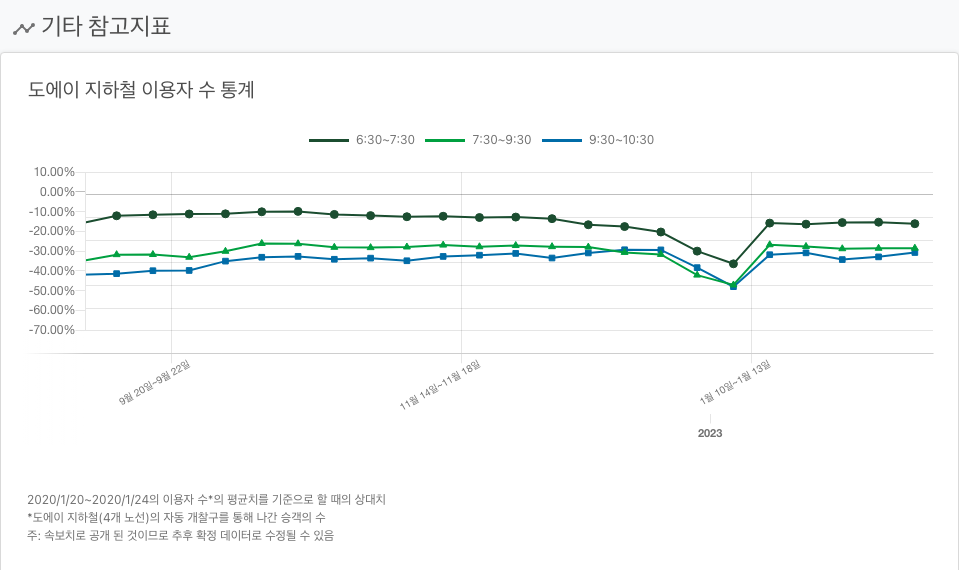 기타 참고지표
도에이 지하철 이용자 수 통계
6:30~7:30 7:30~9:30 9:30~10:30
10.00%
0.00%
-10.00%
-20.00%
-30.00%
-40.00%
-50.00%
-60.00%
-70.00%
9월 20일~9월 22일
11월 14일~11월 18일
1월 10일~1월 13일
2023
2020/1/20~2020/1/24의 이용자 수*의 평균치를 기준으로 할 때의 상대치
*도에이 지하철(4개 노선)의 자동 개찰구를 통해 나간 승객의 수
주: 속보치로 공개 된 것이므로 추후 확정 데이터로 수정될 수 있음